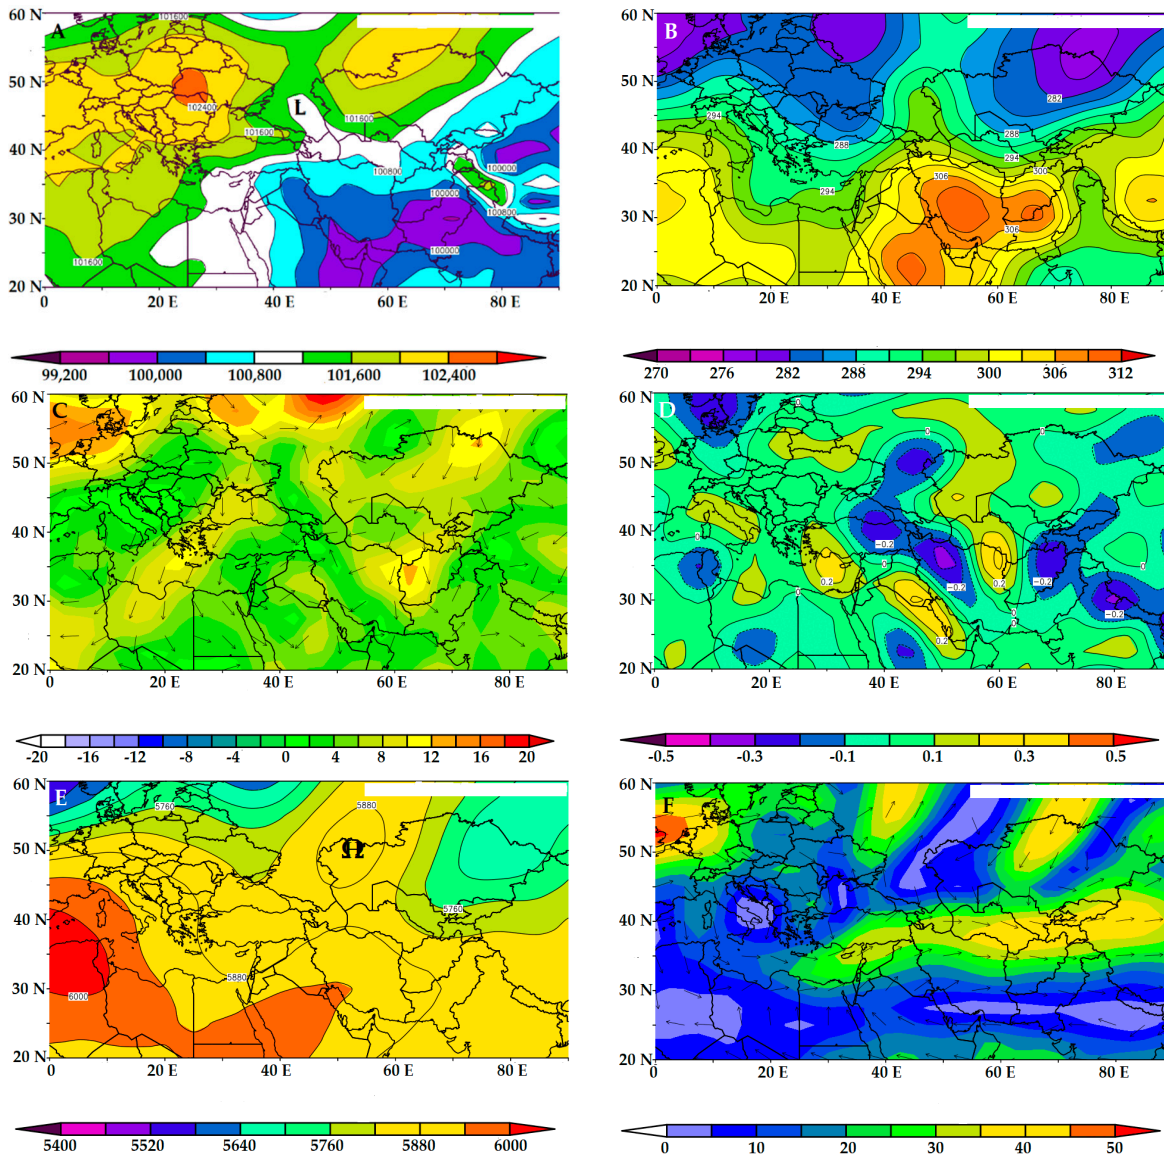 60 N
50 N
40 N
30 N
20 N
A
101600
102400
L
101600
101600
100800
100000
100000
100800
100000
101600
0
20 E
40 E
60 E
80 E
99,200
100,000
100,800
101,600
102,400
60 N
50 N
40 N
30 N
20 N
B
294
282
288
288
294
306
300
294
306
0
20 E
40 E
60 E
80 E
270
276
282
288
294
300
306
312
60 N
50 N
40 N
30 N
20 N
C
20 E
40 E
0
60 E
80 E
-20
-16
-12
-8
-4
0
4
8
12
16
20
60 N
50 N
40 N
30 N
20 N
D
0
0
0
0
-0.2
0
0.2
-0.2
0.2
-0.2
0
-0.2
0
0
0
0.2
0
20 E
40 E
60 E
80 E
-0.5
-0.3
-0.1
0.1
0.3
0.5
60 N
50 N
40 N
30 N
20 N
E
5760
5880
Ω
5760
5880
6000
0
20 E
40 E
60 E
80 E
5400
5520
5640
5760
5880
6000
60 N
50 N
40 N
30 N
20 N
F
0
20 E
40 E
60 E
80 E
0
10
20
30
40
50